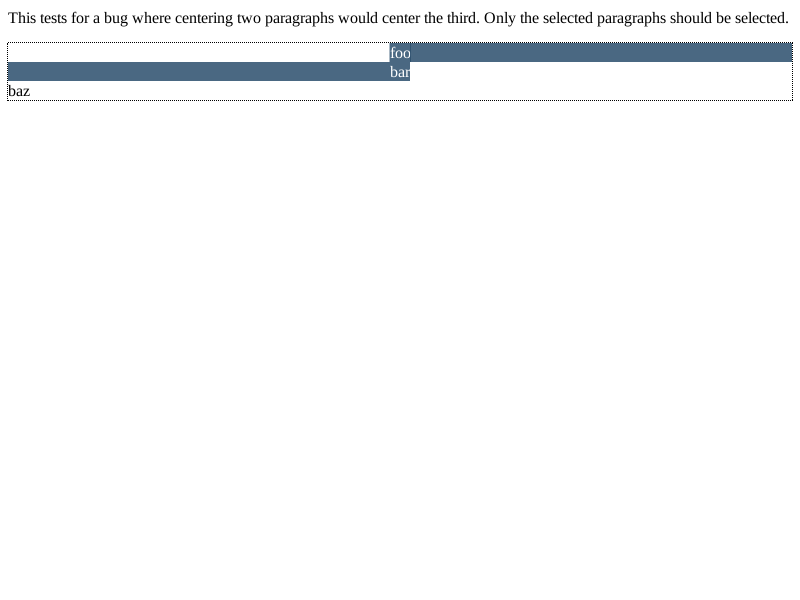 This tests for a bug where centering two paragraphs would center the third. Only the selected paragraphs should be selected.
foo
bar
baz